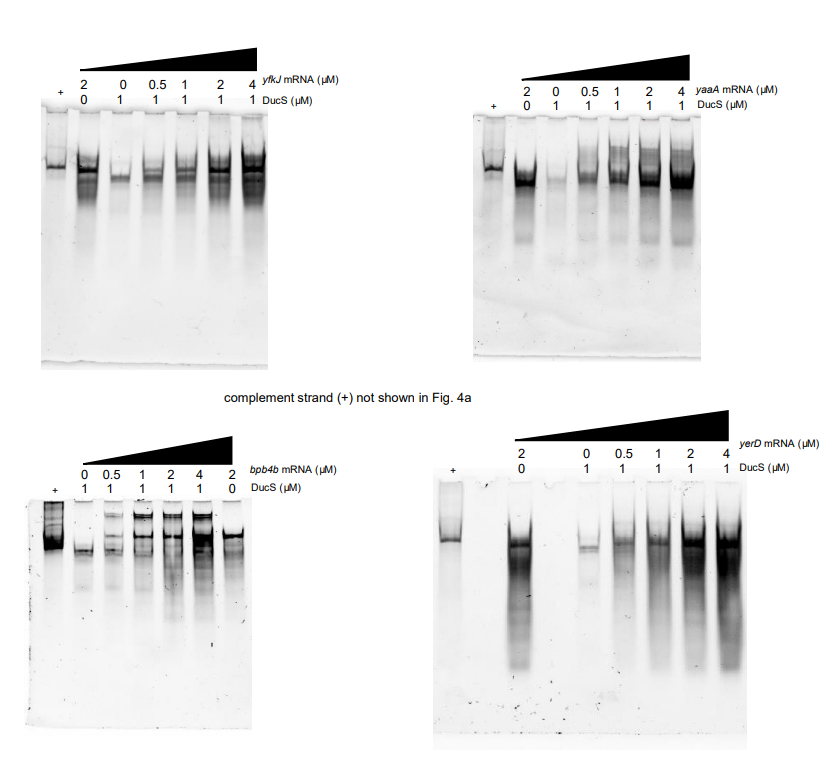 yfkJ mRNA (µM)
2 0 0.5 1 2 4
+ 0 1 1 1 1 1 DucS (µM)
yaaA mRNA (µM)
2 0 0.5 1 2 4
+ 0 1 1 1 1 1 DucS (µM)
complement strand (+) not shown in Fig. 4a
0 0.5 1 2 4 2 bpb4b mRNA (µM)
+ 1 1 1 1 1 0 DucS (µM)
yerD mRNA (µM)
2 0 0.5 1 2 4
+ 0 1 1 1 1 1 DucS (µM)